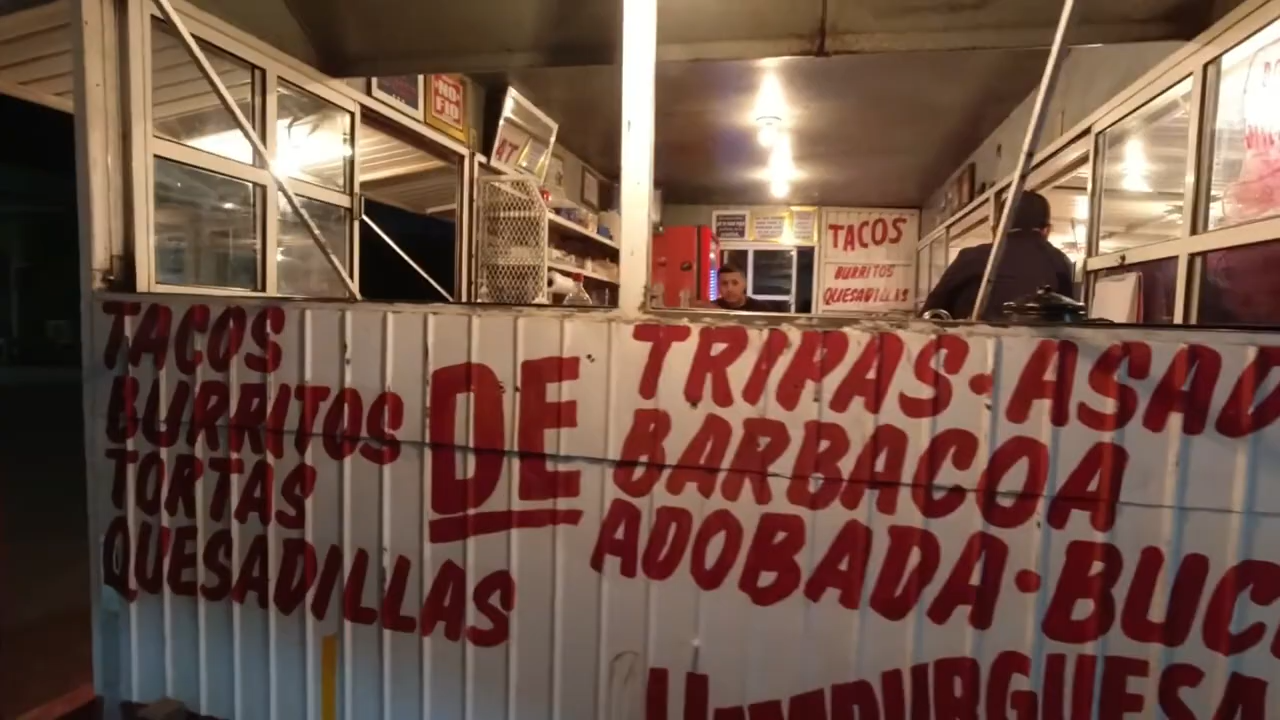 NO
FIO
TACOS
BURRITOS
QUESADILLAS
TACOS
BURRITOS
TORTAS
QUESADILLAS
DE
TRIPAS·ASAD
BARBACOA
ADOBADA·BUC
HAMBURGUESA